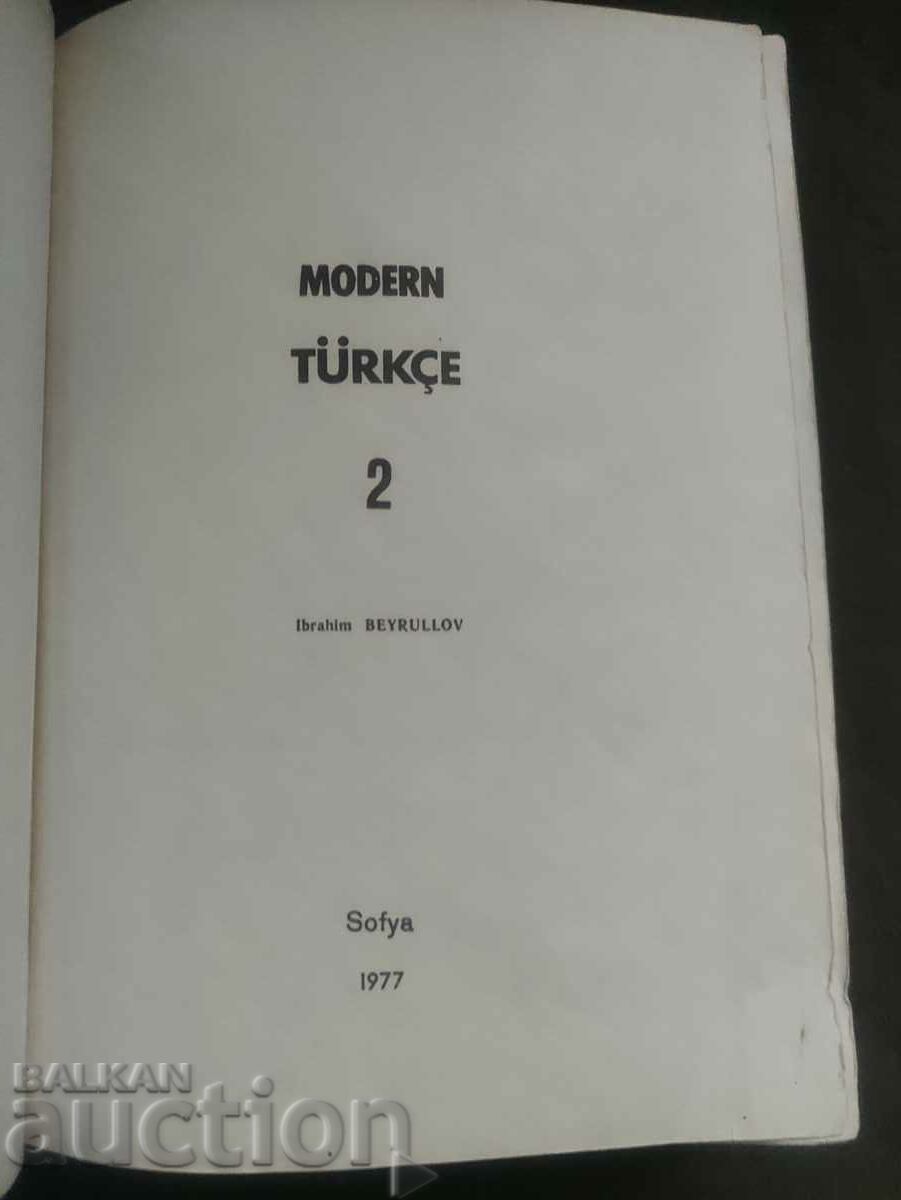 MODERN
TÜRKÇE
2
Ibrahim BEYRULLOV
Sofya
1977
BALKAN
auction